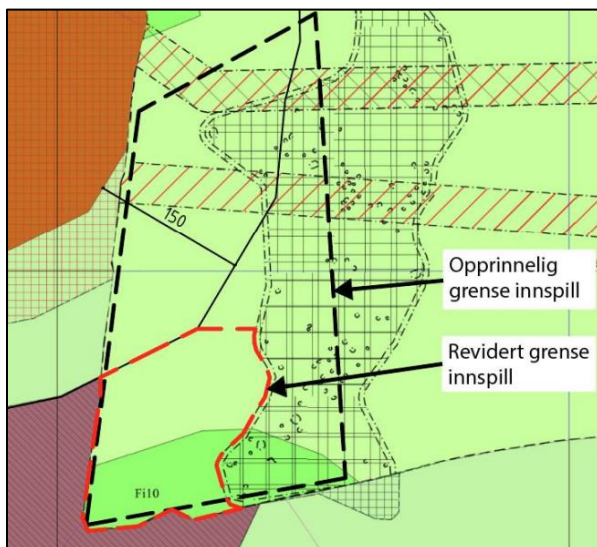 150
Opprinnelig
grense innspill
Revidert grense
innspill
Fi10